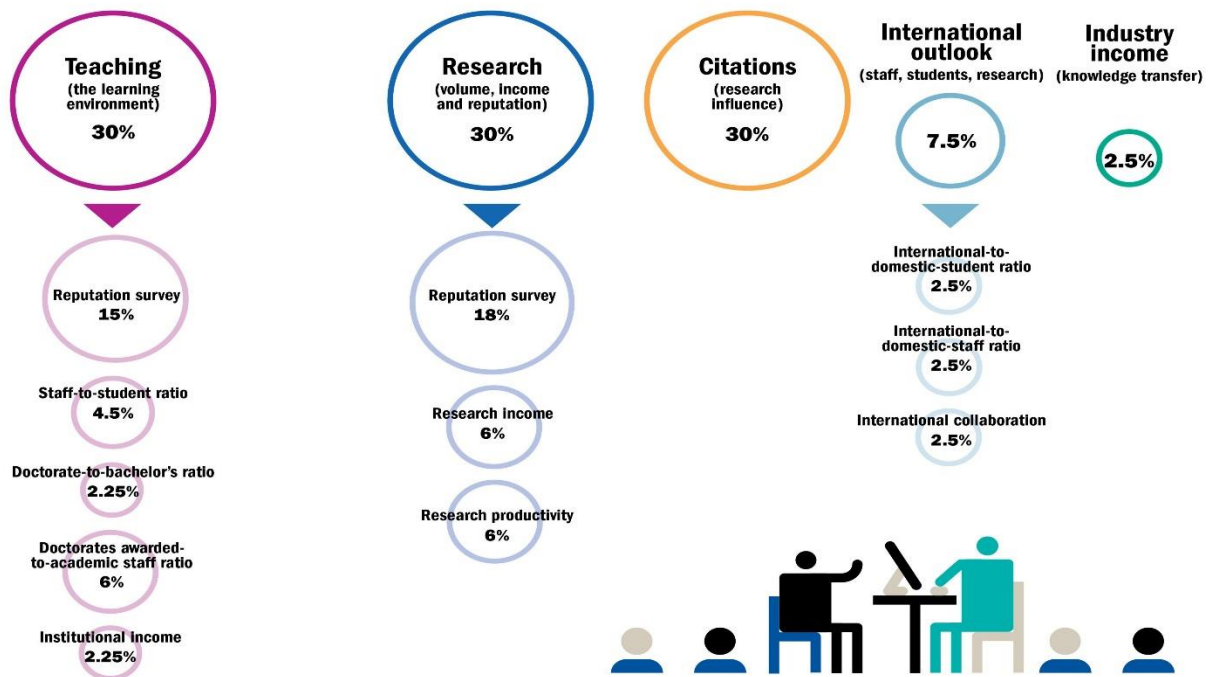 Teaching
(the learning
environment)
30%
Reputation survey
15%
Staff-to-student ratio
4.5%
Doctorate-to-bachelor's ratio
2.25%
Doctorates awarded-
to-academic staff ratio
6%
Institutional income
2.25%
Research
(volume, income
and reputation)
30%
Reputation survey
18%
Research income
6%
Research productivity
6%
Citations
(research
influence)
30%
International
outlook
(staff, students, research)
7.5%
International-to-
domestic-student ratio
2.5%
International-to-
domestic-staff ratio
2.5%
International collaboration
2.5%
Industry
income
(knowledge transfer)
2.5%